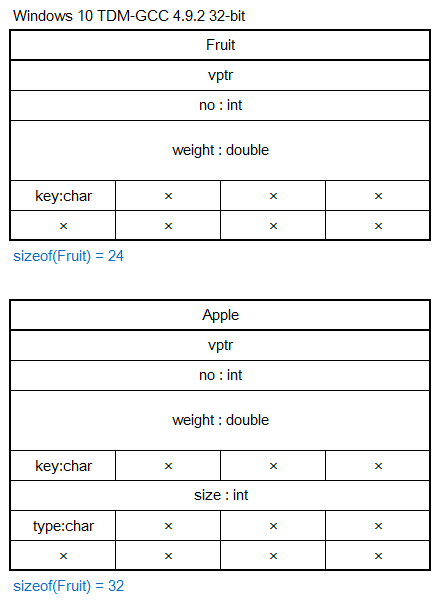 Windows 10 TDM-GCC 4.9.2 32-bit
Fruit
vptr
no : int
weight : double
key:char × × ×
× × × ×
sizeof(Fruit) = 24
Apple
vptr
no : int
weight : double
key:char × × ×
size : int
type:char × × ×
× × × ×
sizeof(Fruit) = 32